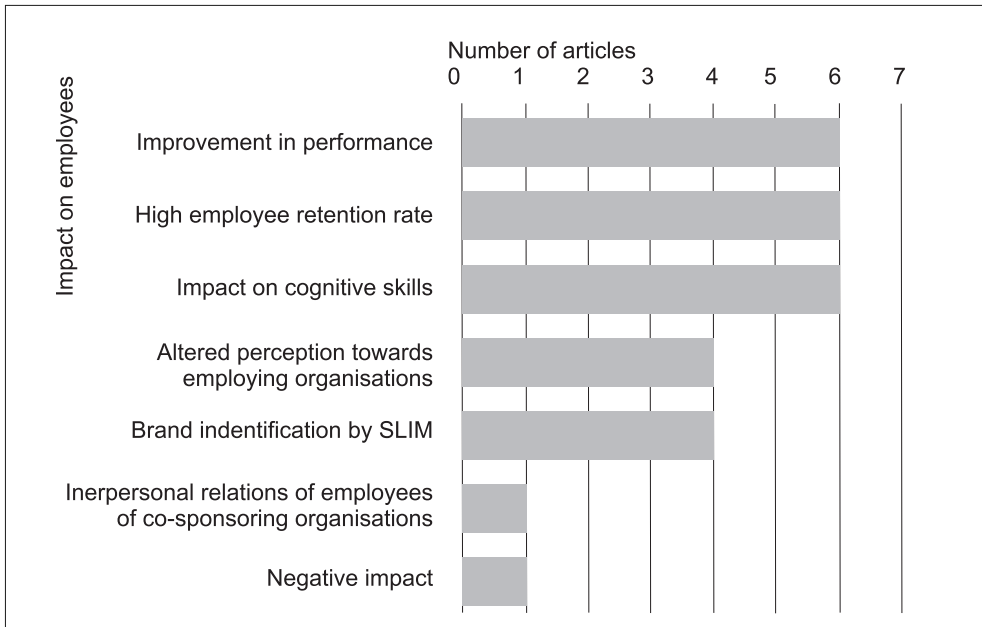 Number of articles
0 1 2 3 4 5 6 7
Impact on employees
Improvement in performance
High employee retention rate
Impact on cognitive skills
Altered perception towards
employing organisations
Brand indentification by SLIM
Inerpersonal relations of employees
of co-sponsoring organisations
Negative impact